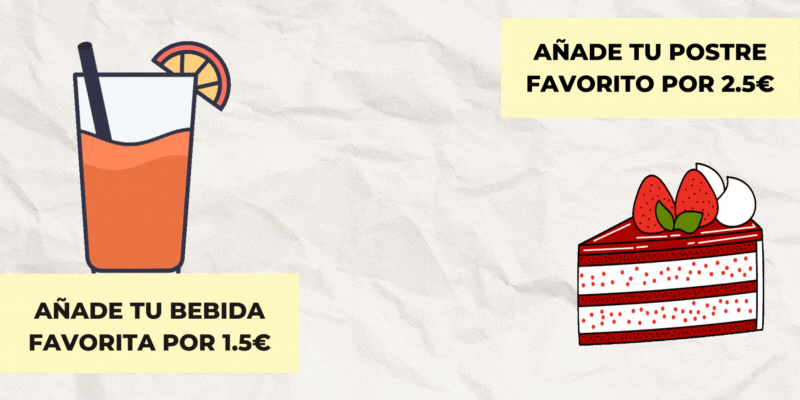 AÑADE TU POSTRE
FAVORITO POR 2.5€
AÑADE TU BEBIDA
FAVORITA POR 1.5€